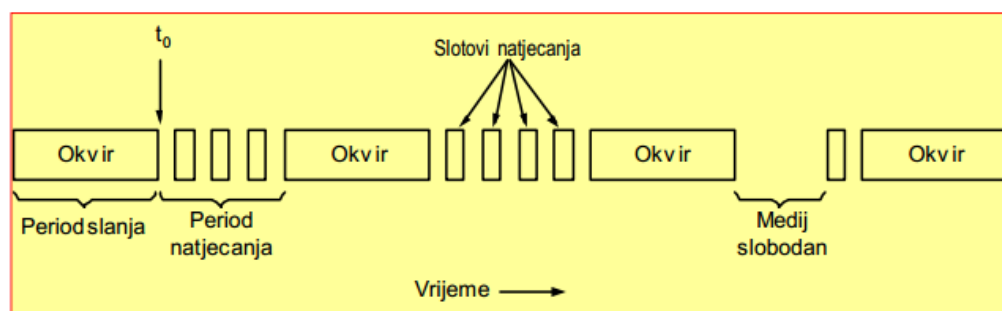 t0
Slotovi natjecanja
Okvir
Okvir
Okvir
Okvir
Period slanja
Period
natjecanja
Medij
slobodan
Vrijeme